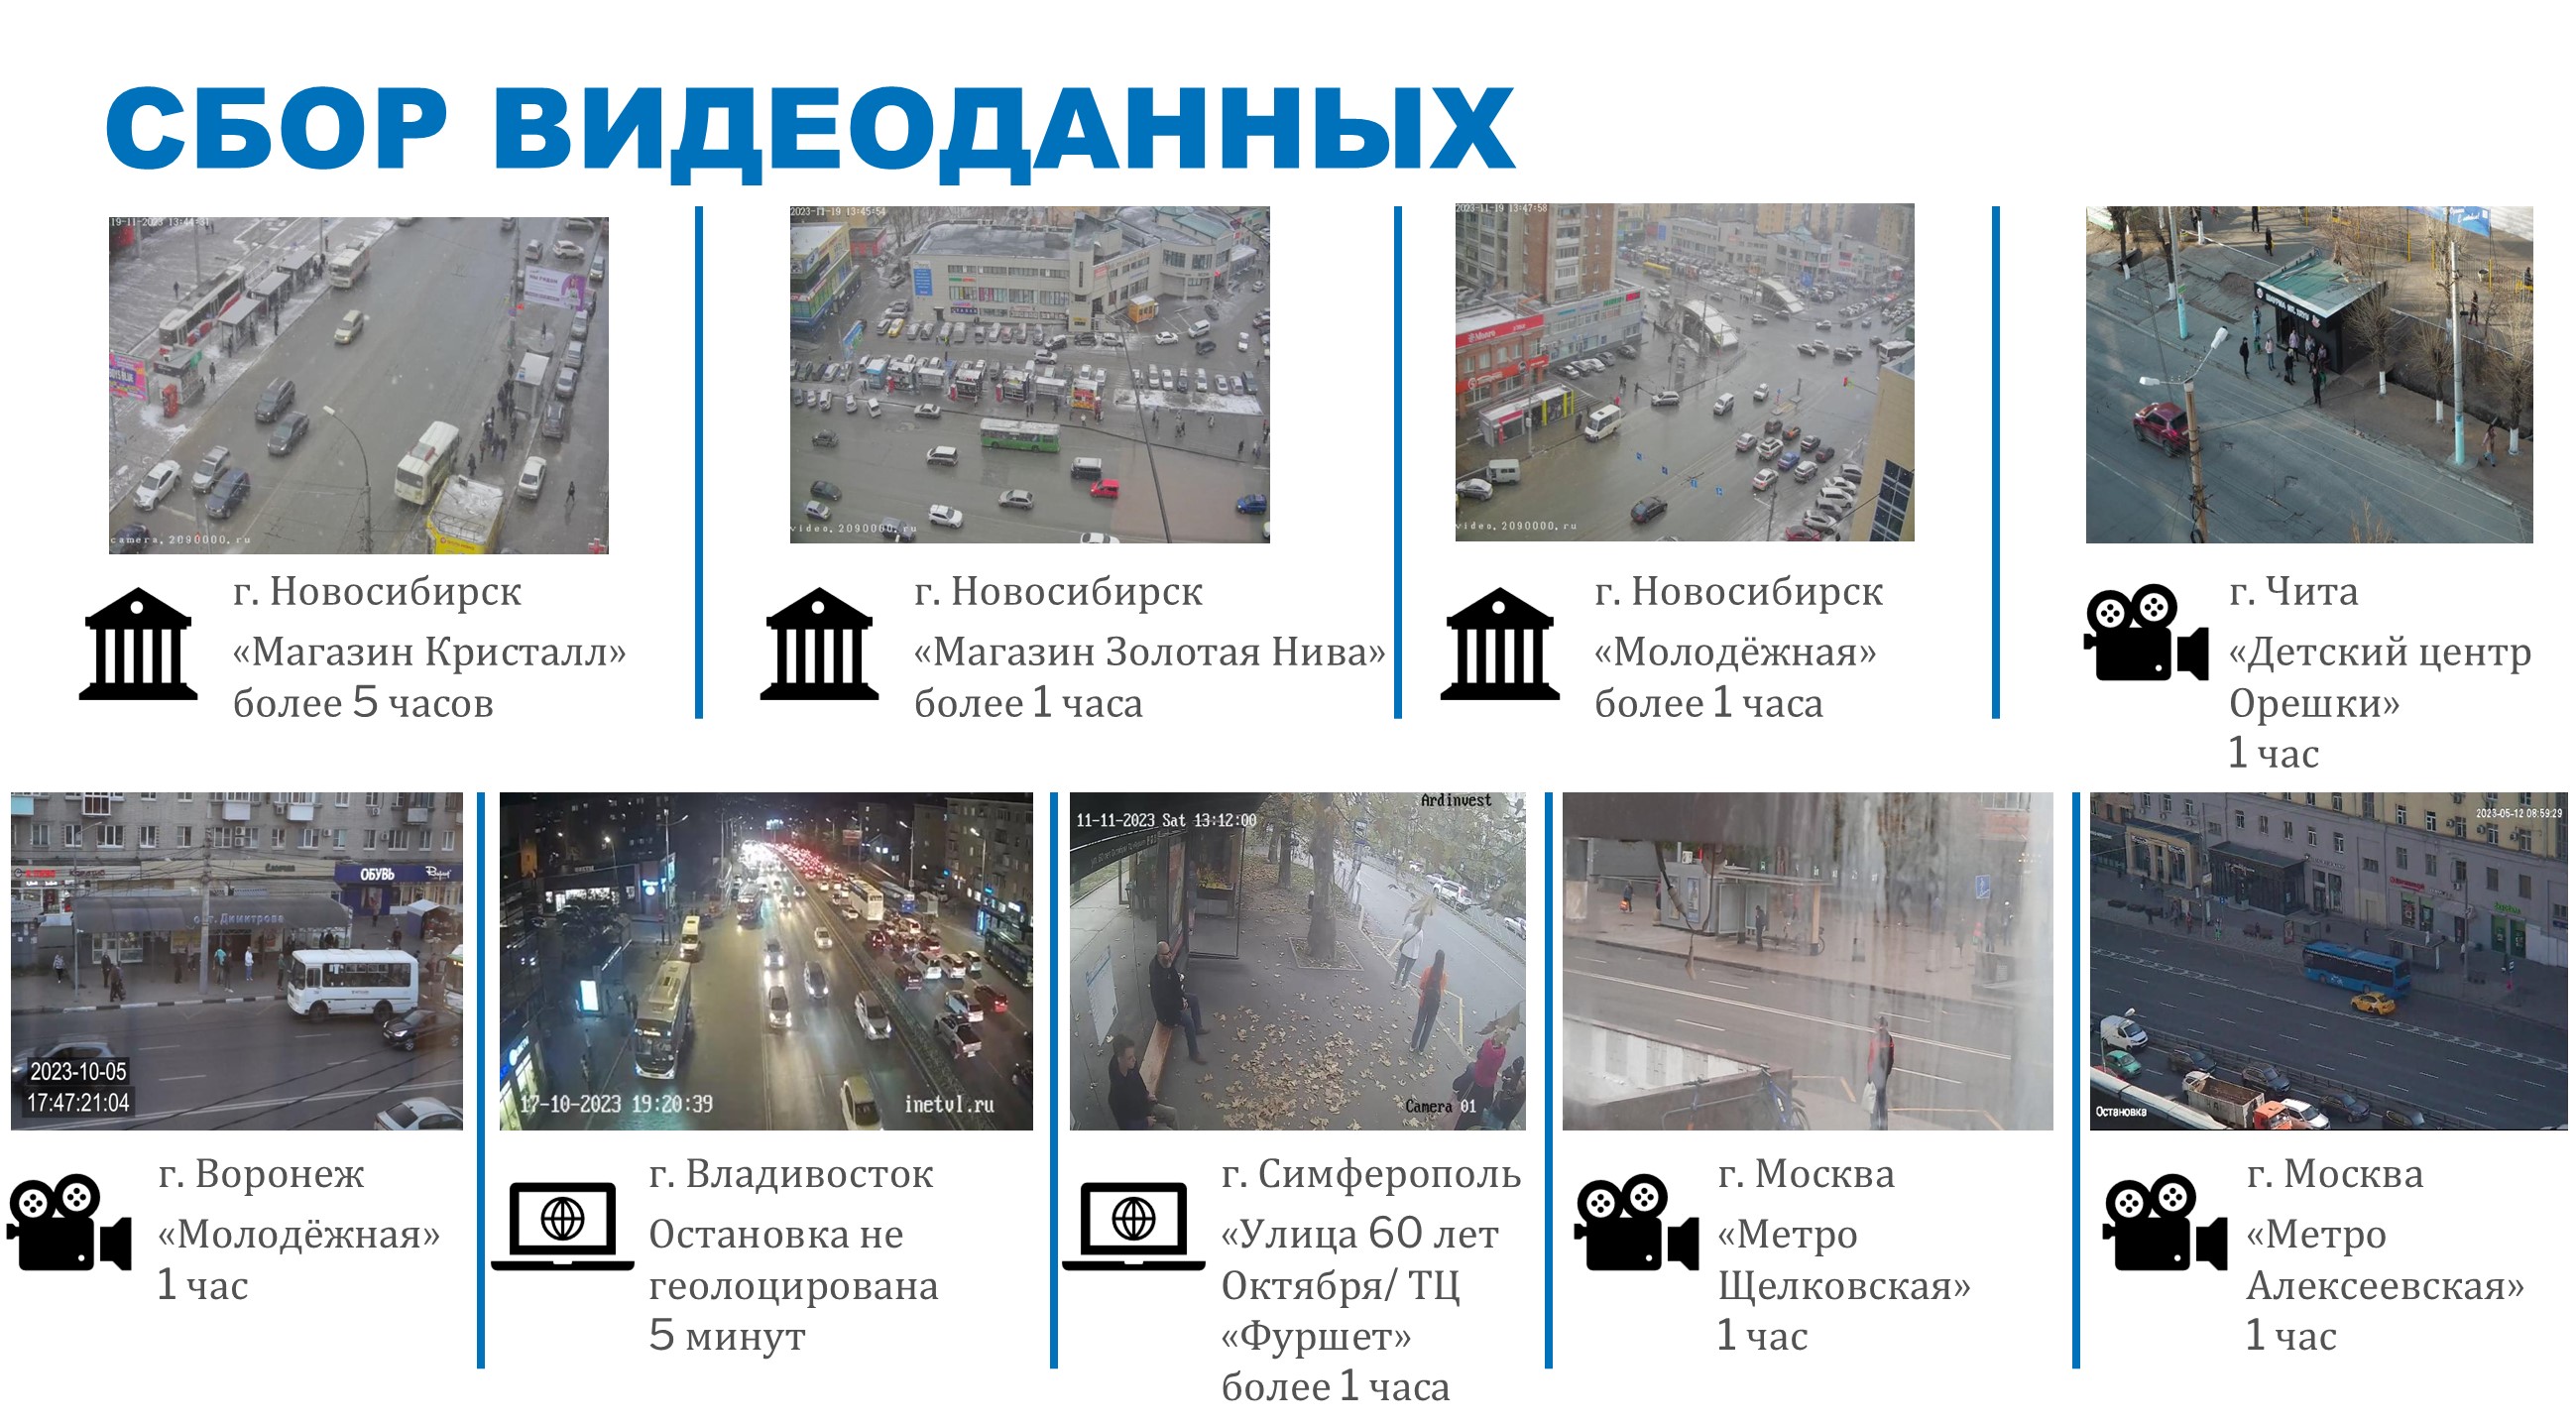 СБОР ВИДЕОДАННЫХ
19-11-2023 13:44:31
camera.2090000.ru
г. Новосибирск
«Магазин Кристалл»
более 5 часов
2023-11-19 13:45:54
video.2090000.ru
г. Новосибирск
«Магазин Золотая Нива»
более 1 часа
2023-11-19 13:47:58
video.2090000.ru
г. Новосибирск
«Молодёжная»
более 1 часа
г. Чита
«Детский центр
Орешки»
1 час
ОБУВЬ
ост. Димитрова
2023-10-05
17:47:21:04
г. Воронеж
«Молодёжная»
1 час
17-10-2023 19:20:39
inetvl.ru
г. Владивосток
Остановка не
геолоцирована
5 минут
Ardinvest
11-11-2023 Sat 13:12:00
Camera 01
г. Симферополь
«Улица 60 лет
Октября/ ТЦ
«Фуршет»
более 1 часа
г. Москва
«Метро
Щелковская»
1 час
2023-05-12 08:59:29
Остановка
г. Москва
«Метро
Алексеевская»
1 час